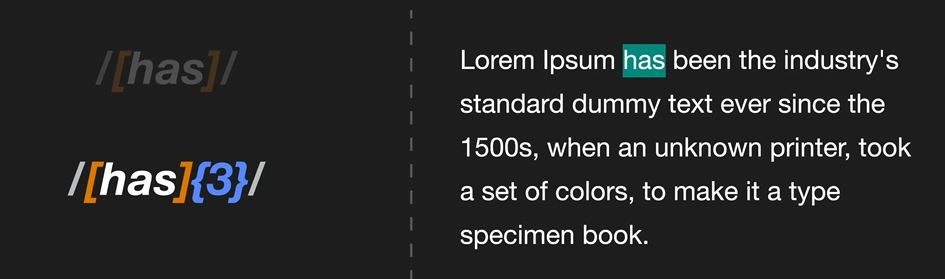 /[has]/
/[has]{3}/
Lorem Ipsum has been the industry's
standard dummy text ever since the
1500s, when an unknown printer, took
a set of colors, to make it a type
specimen book.